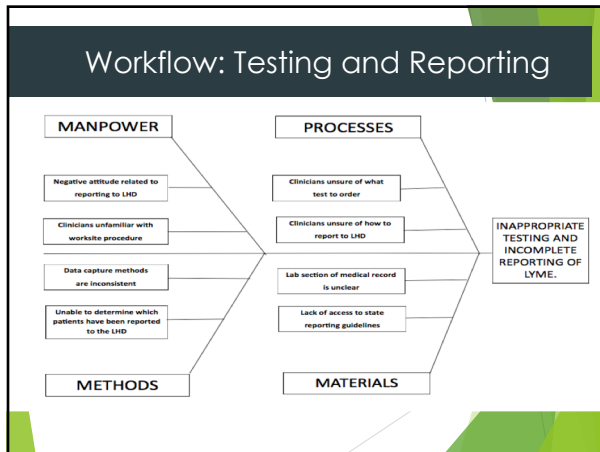 Workflow: Testing and Reporting
MANPOWER
PROCESSES
Negative attitude related to
reporting to LHD
Clinicians unsure of what
test to order
Clinicians unfamiliar with
worksite procedure
Clinicians unsure of how to
report to LHD
INAPPROPRIATE
TESTING AND
INCOMPLETE
REPORTING OF
LYME.
Data capture methods
are inconsistent
Lab section of medical record
is unclear
Unable to determine which
patients have been reported
to the LHD
Lack of access to state
reporting guidelines
METHODS
MATERIALS